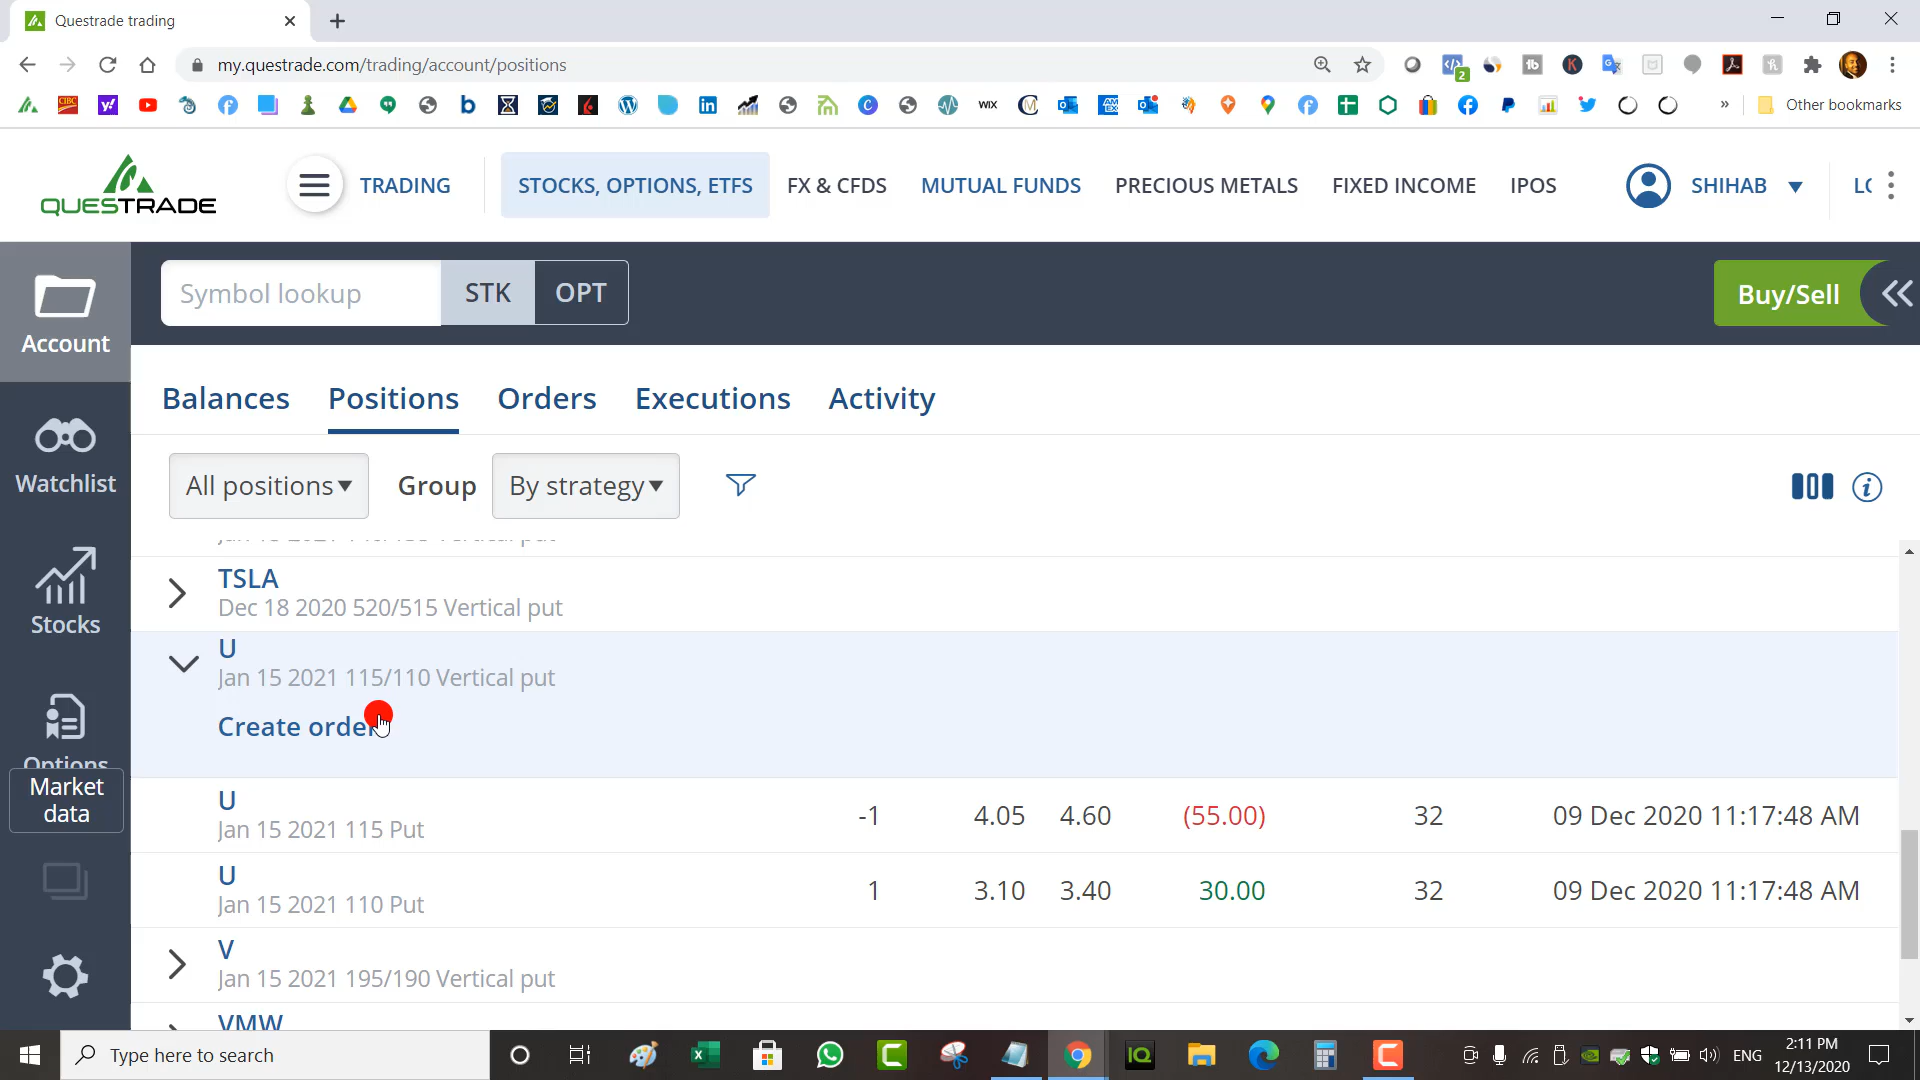 Questrade trading
my.questrade.com/trading/account/positions
Other bookmarks
QUESTRADE
TRADING
STOCKS, OPTIONS, ETFS
FX & CFDS
MUTUAL FUNDS
PRECIOUS METALS
FIXED INCOME
IPOS
SHIHAB
Account
Symbol lookup
STK
OPT
Buy/Sell
Balances
Positions
Orders
Executions
Activity
Watchlist
All positions
Group
By strategy
Stocks
TSLA
Dec 18 2020 520/515 Vertical put
U
Jan 15 2021 115/110 Vertical put
Create order
Options
Market
data
U
Jan 15 2021 115 Put
-1 4.05 4.60 (55.00) 32 09 Dec 2020 11:17:48 AM
U
Jan 15 2021 110 Put
1 3.10 3.40 30.00 32 09 Dec 2020 11:17:48 AM
V
Jan 15 2021 195/190 Vertical put
VMW
Type here to search
ENG
2:11 PM
12/13/2020